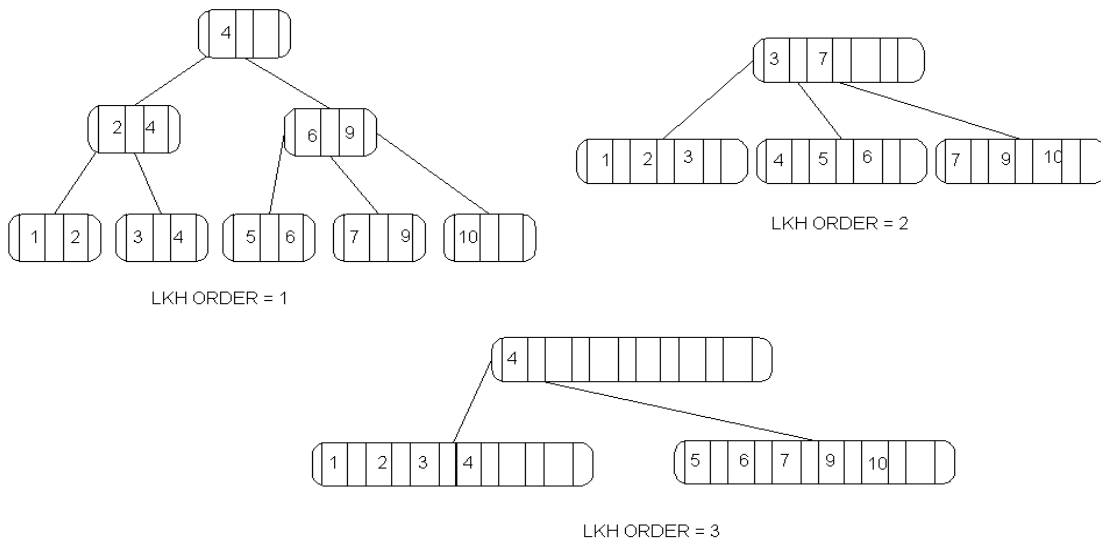 4
2 4
6 9
1 2
3 4
5 6
7 9
10
LKH ORDER = 1
3 7
1 2 3
4 5 6
7 9 10
LKH ORDER = 2
4
1 2 3 4
5 6 7 9 10
LKH ORDER = 3